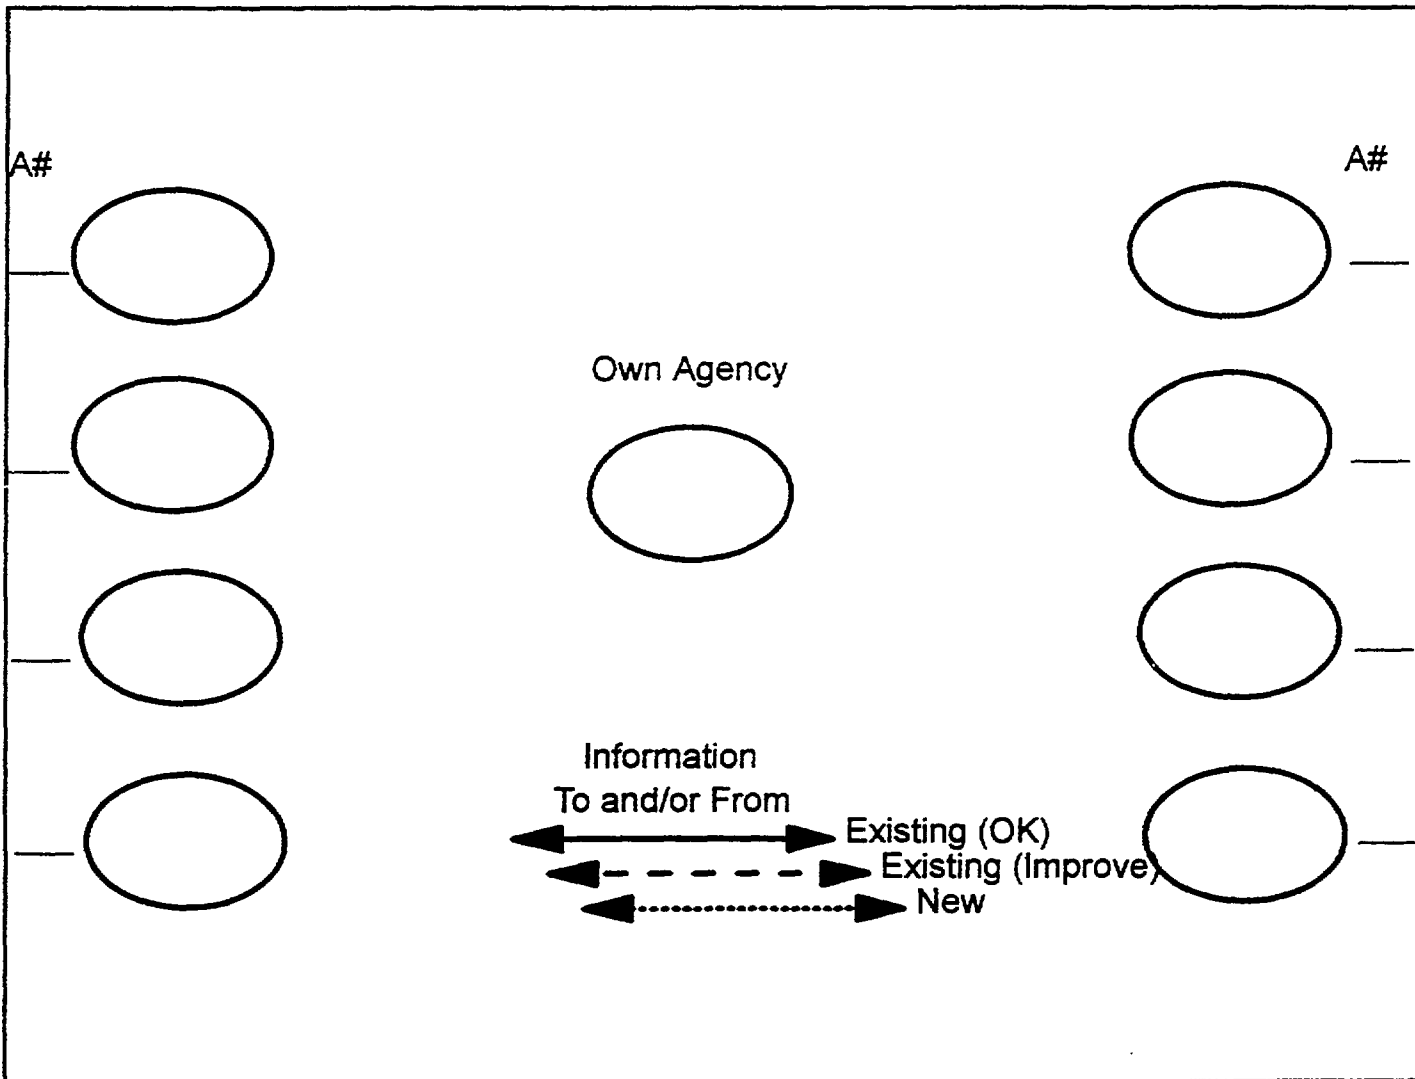 A#
A#
Own Agency
Information
To and/or From
Existing (OK)
Existing (Improve)
New